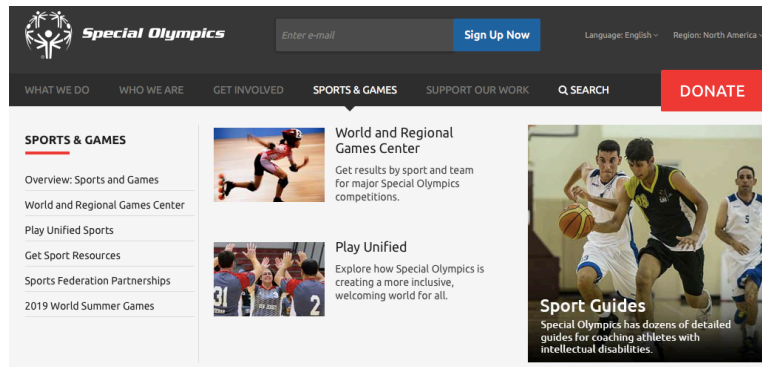 Special Olympics
Enter e-mail
Sign Up Now
Language: English
Region: North America
WHAT WE DO
WHO WE ARE
GET INVOLVED
SPORTS & GAMES
SUPPORT OUR WORK
SEARCH
DONATE
SPORTS & GAMES
Overview: Sports and Games
World and Regional Games Center
Play Unified Sports
Get Sport Resources
Sports Federation Partnerships
2019 World Summer Games
World and Regional
Games Center
Get results by sport and team
for major Special Olympics
competitions.
31
2
Play Unified
Explore how Special Olympics is
creating a more inclusive,
welcoming world for all.
5
Sport Guides
Special Olympics has dozens of detailed
guides for coaching athletes with
intellectual disabilities.